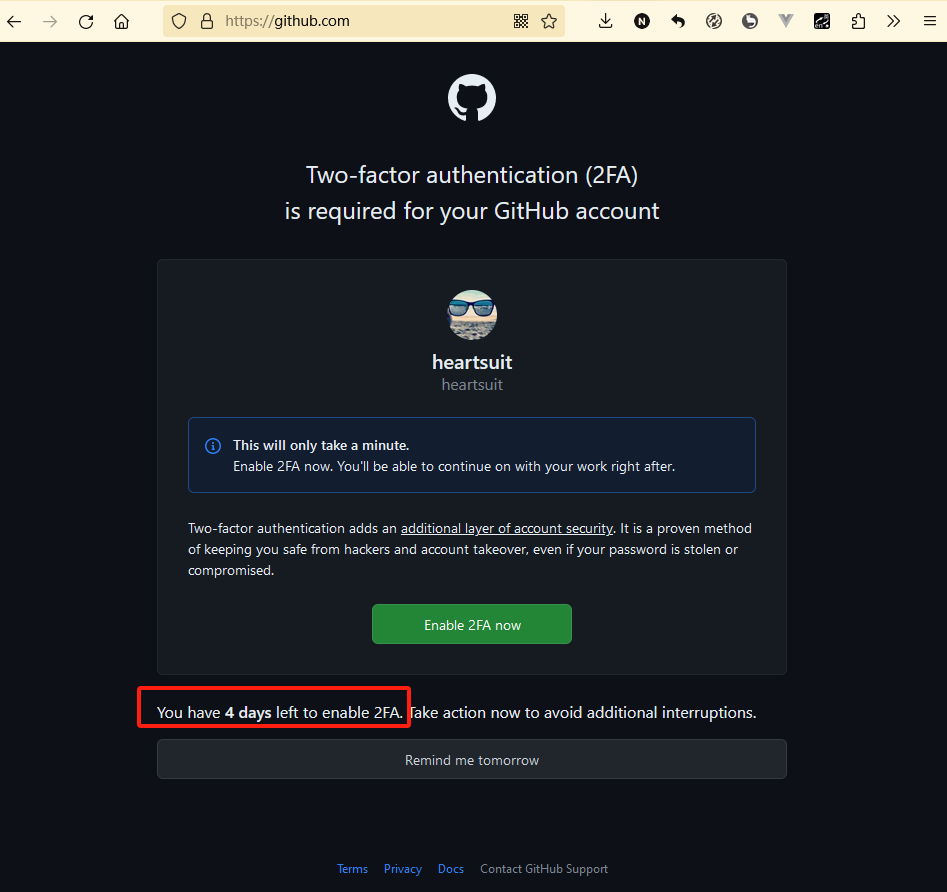 https://github.com
Two-factor authentication (2FA)
is required for your GitHub account
heartsuit
heartsuit
This will only take a minute.
Enable 2FA now. You'll be able to continue on with your work right after.
Two-factor authentication adds an additional layer of account security. It is a proven method
of keeping you safe from hackers and account takeover, even if your password is stolen or
compromised.
Enable 2FA now
You have 4 days left to enable 2FA. Take action now to avoid additional interruptions.
Remind me tomorrow
Terms Privacy Docs Contact GitHub Support